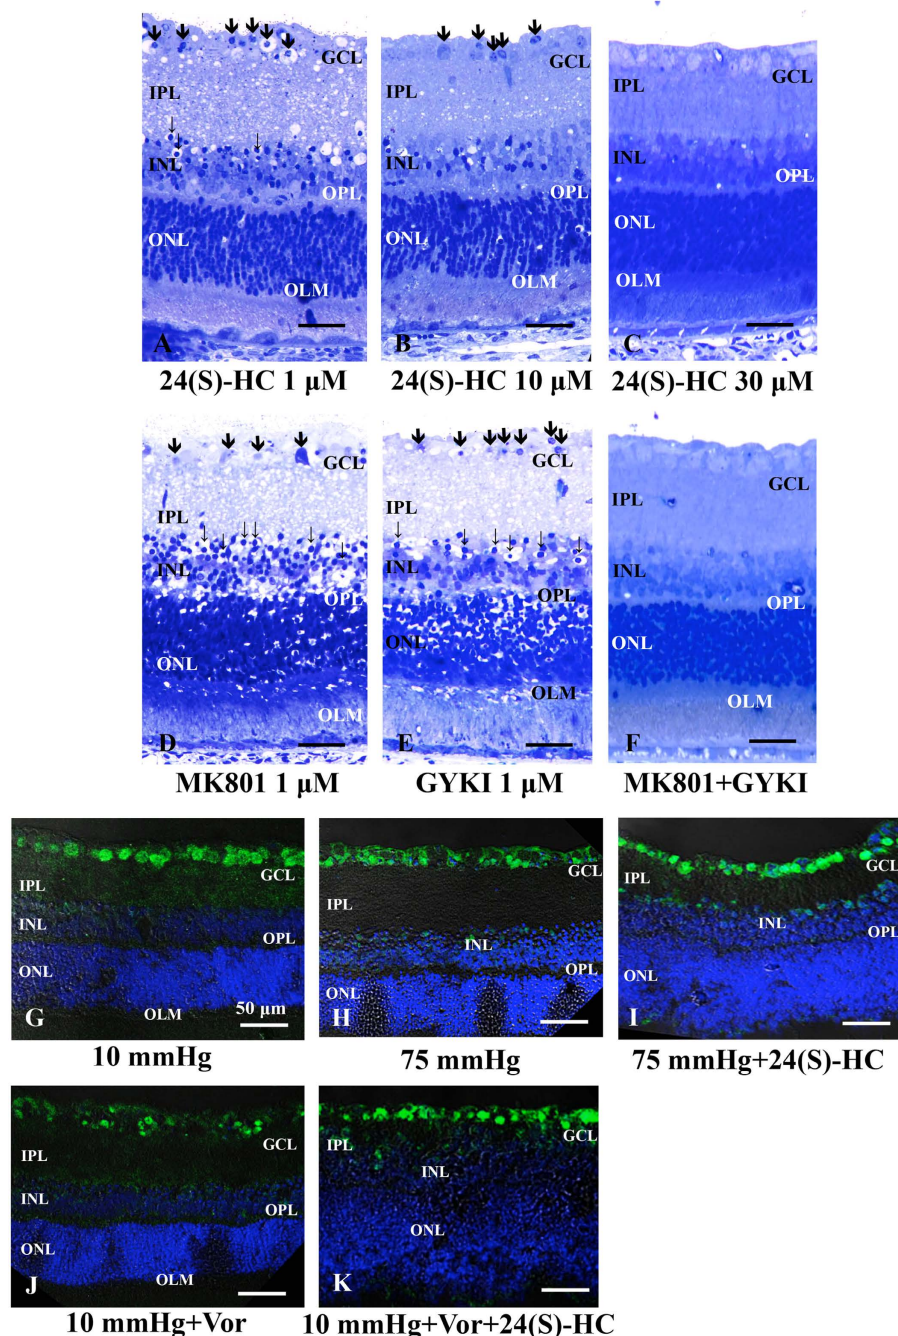 GCL
IPL
INL
OPL
ONL
OLM
A
24(S)-HC 1 µM
GCL
IPL
INL
OPL
ONL
OLM
B
24(S)-HC 10 µM
GCL
IPL
INL
OPL
ONL
OLM
C
24(S)-HC 30 µM
GCL
IPL
INL
OPL
ONL
OLM
D
MK801 1 µM
GCL
IPL
INL
OPL
ONL
OLM
E
GYKI 1 µM
GCL
IPL
INL
OPL
ONL
OLM
F
MK801+GYKI
GCL
IPL
INL
OPL
ONL
OLM
G
50 µm
10 mmHg
GCL
IPL
INL
OPL
ONL
H
75 mmHg
GCL
IPL
INL
OPL
ONL
I
75 mmHg+24(S)-HC
GCL
IPL
INL
OPL
ONL
OLM
J
10 mmHg+Vor
GCL
IPL
INL
ONL
K
10 mmHg+Vor+24(S)-HC